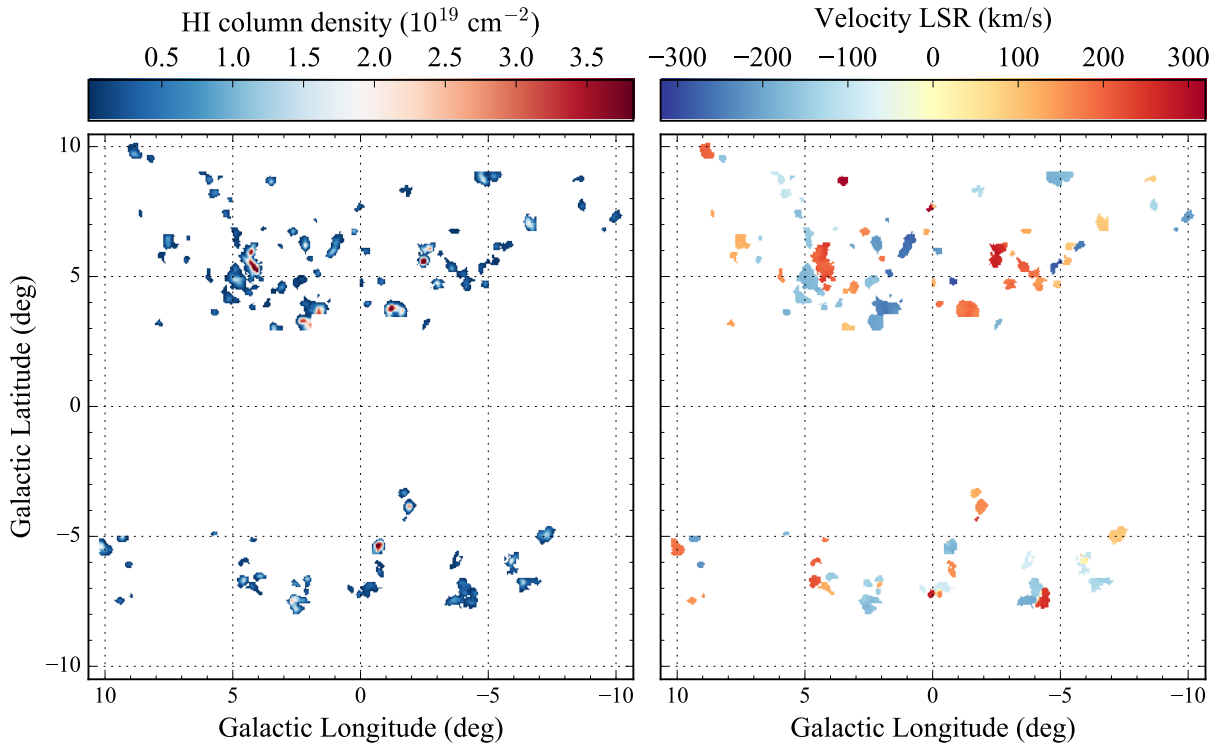 HI column density (10¹⁹ cm⁻²)
0.5 1.0 1.5 2.0 2.5 3.0 3.5
Velocity LSR (km/s)
−300 −200 −100 0 100 200 300
Galactic Latitude (deg)
10
5
0
−5
−10
10 5 0 −5 −10
Galactic Longitude (deg)
10 5 0 −5 −10
Galactic Longitude (deg)